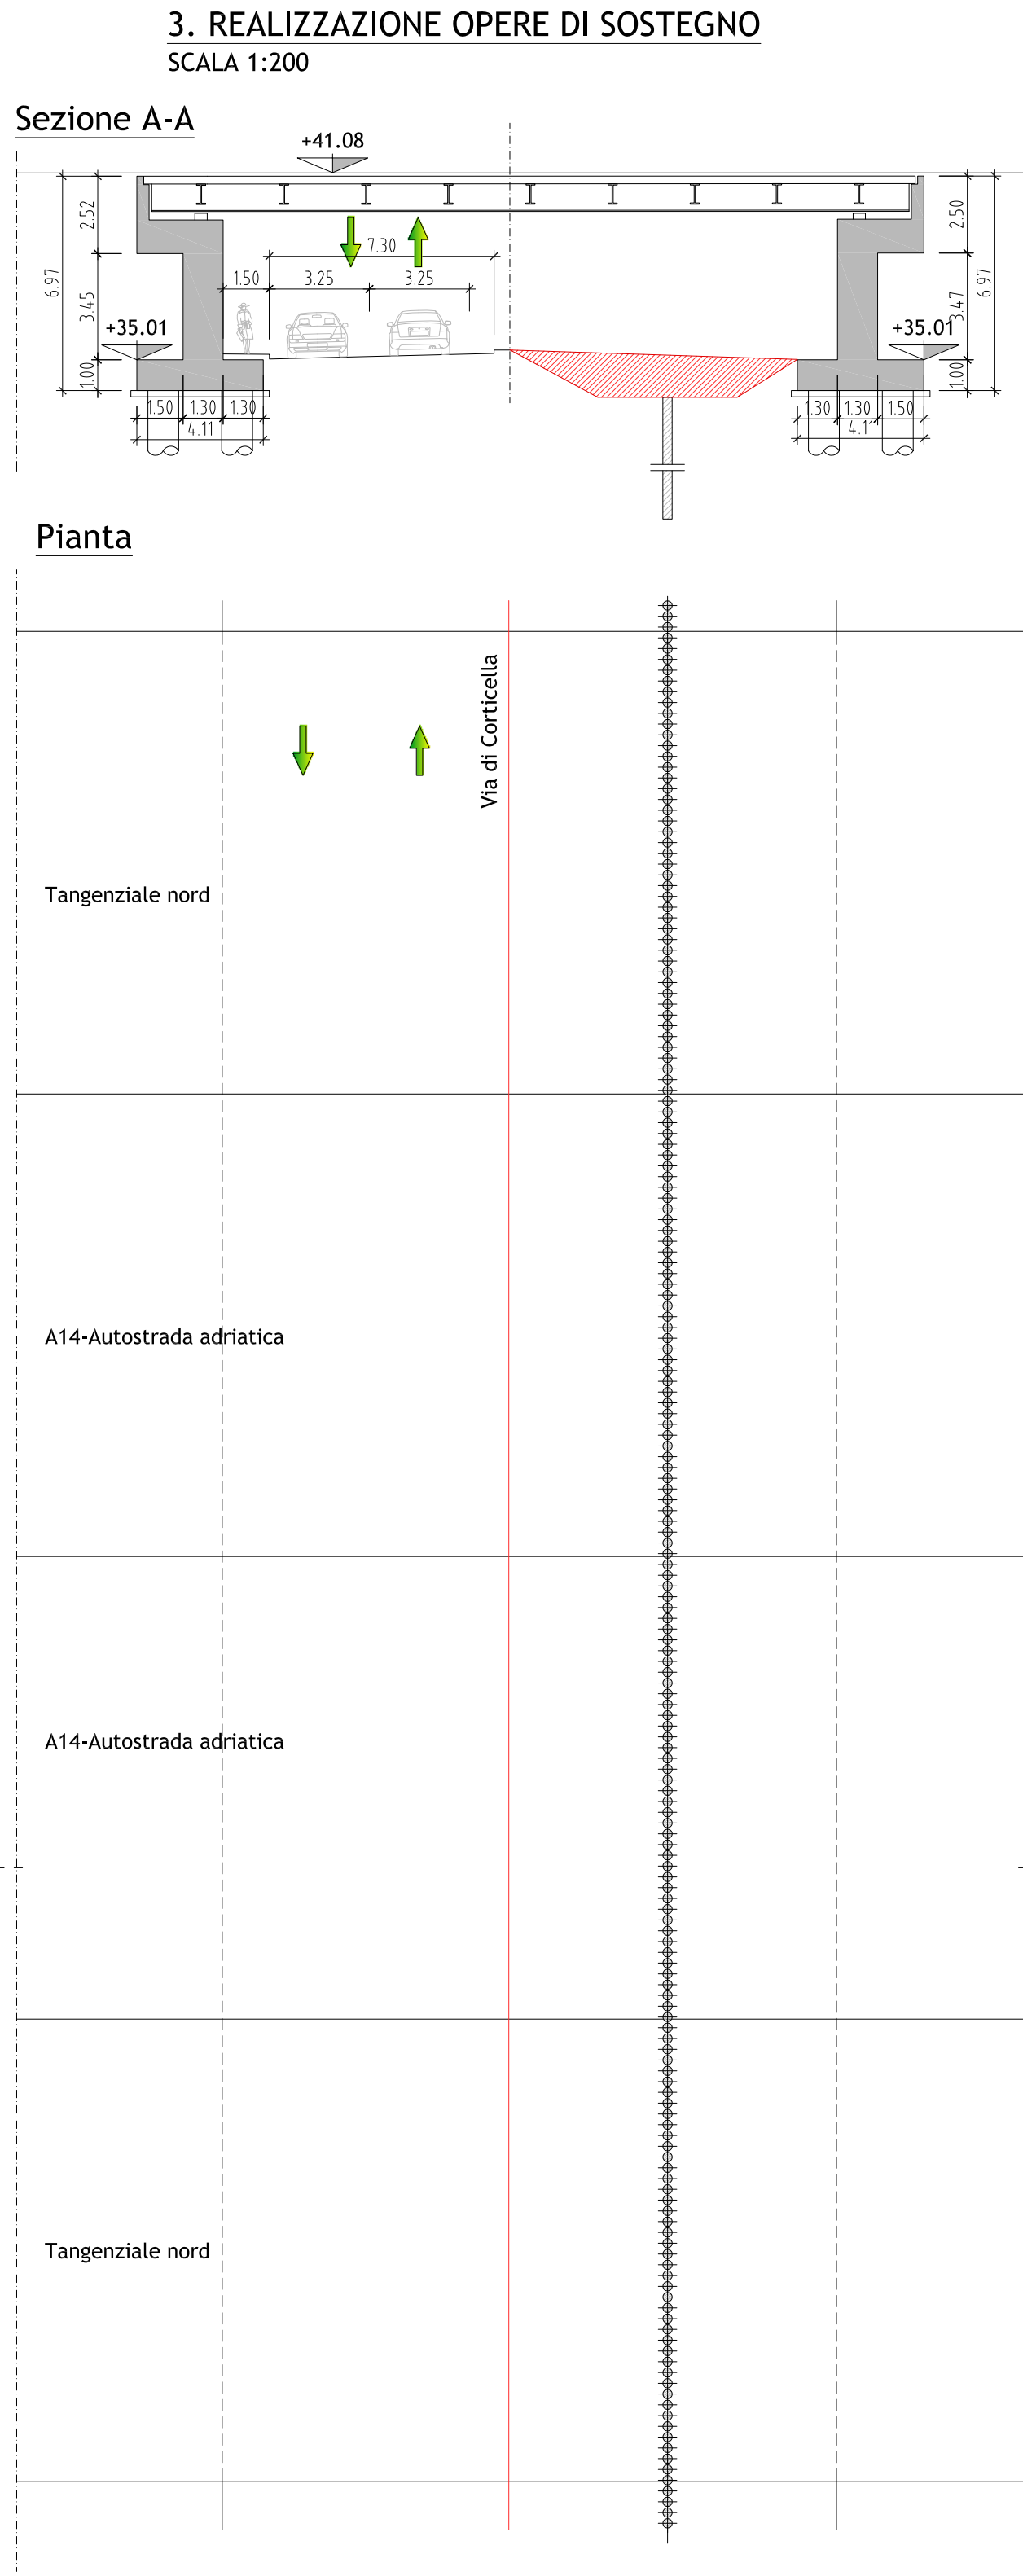 3. REALIZZAZIONE OPERE DI SOSTEGNO
SCALA 1:200
Sezione A-A
+41.08
2.52
2.50
6.97
6.97
7.30
1.50
3.25
3.25
3.45
3.47
+35.01
+35.01
1.00
1.00
1.50
1.30
1.30
4.11
1.30
1.30
1.50
4.11
Pianta
Via di Corticella
Tangenziale nord
A14-Autostrada adriatica
A14-Autostrada adriatica
Tangenziale nord